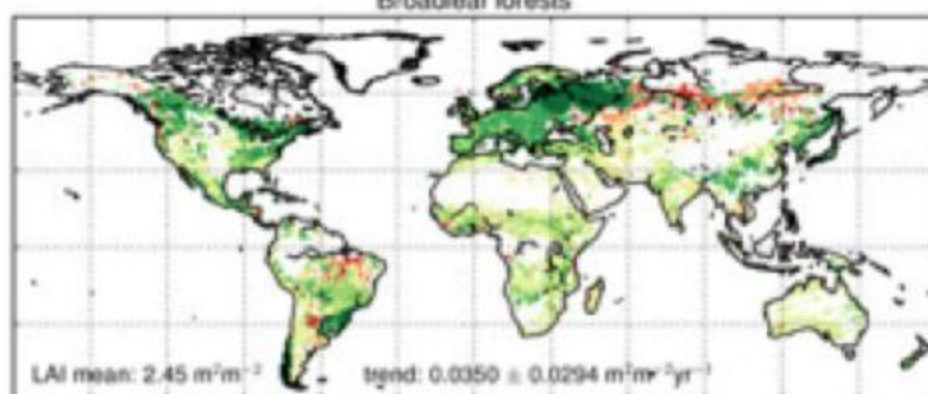 Broadleaf forests
LAI mean: 2.45 m²m⁻² trend: 0.0350 ± 0.0294 m²m⁻²yr⁻¹